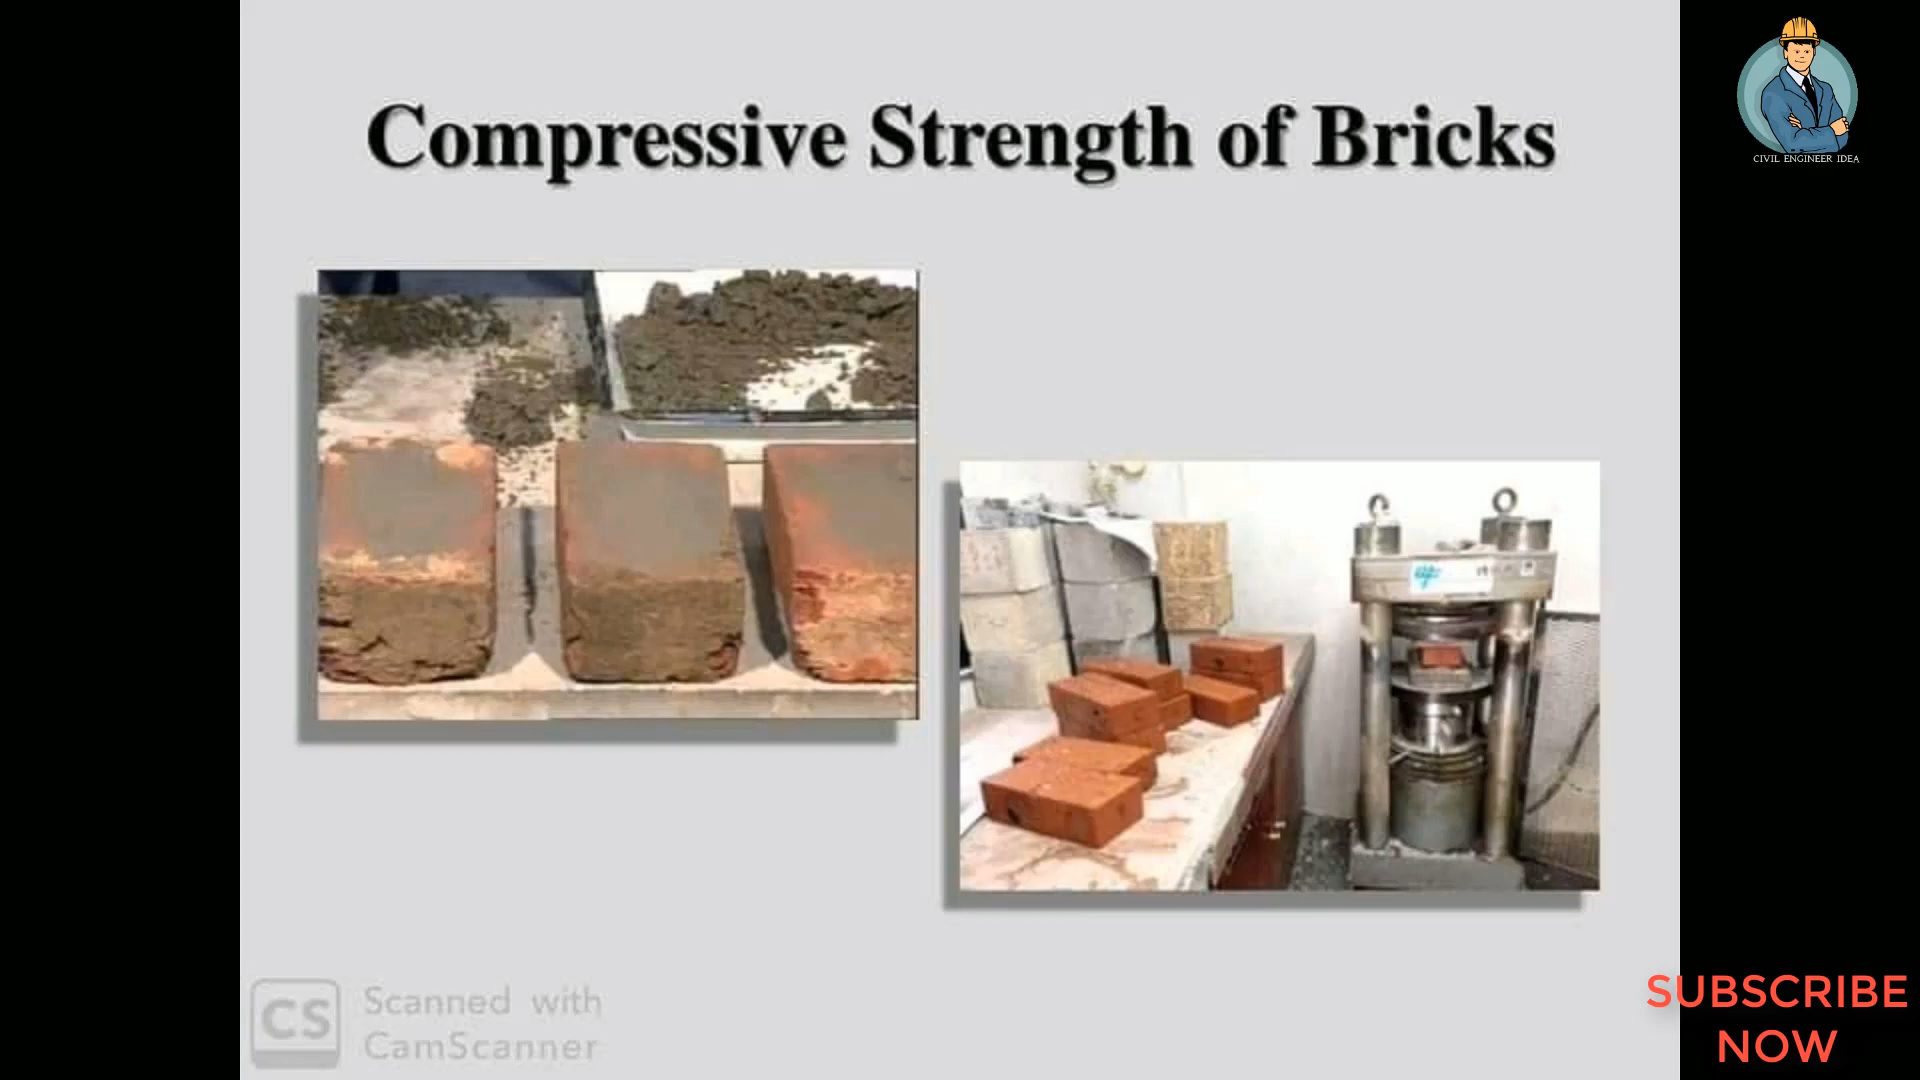 Compressive Strength of Bricks
CIVIL ENGINEER IDEA
CS
Scanned with
CamScanner
SUBSCRIBE
NOW